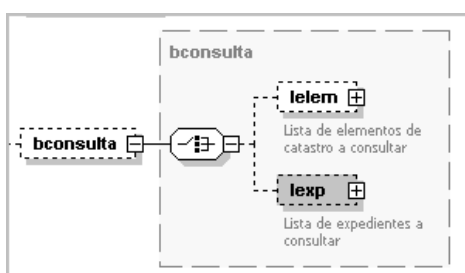 bconsulta
bconsulta
lelem
Lista de elementos de
catastro a consultar
lexp
Lista de expedientes a
consultar